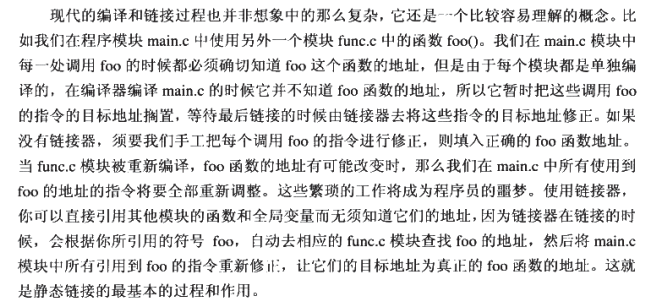 现代的编译和链接过程也并非想象中的那么复杂，它还是一个比较容易理解的概念。比
如我们在程序模块 main.c 中使用另外一个模块 func.c 中的函数 foo()。我们在 main.c 模块中
每一处调用 foo 的时候都必须确切知道 foo 这个函数的地址，但是由于每个模块都是单独编
译的，在编译器编译 main.c 的时候它并不知道 foo 函数的地址，所以它暂时把这些调用 foo
的指令的目标地址搁置，等待最后链接的时候由链接器去将这些指令的目标地址修正。如果
没有链接器，须要我们手工把每个调用 foo 的指令进行修正，则填入正确的 foo 函数地址。
当 func.c 模块被重新编译，foo 函数的地址有可能改变时，那么我们在 main.c 中所有使用到
foo 的地址的指令将要全部重新调整。这些繁琐的工作将成为程序员的噩梦。使用链接器，
你可以直接引用其他模块的函数和全局变量而无须知道它们的地址，因为链接器在链接的时
候，会根据你所引用的符号 foo，自动去相应的 func.c 模块查找 foo 的地址，然后将 main.c
模块中所有引用到 foo 的指令重新修正，让它们的目标地址为真正的 foo 函数的地址。这就
是静态链接的最基本的过程和作用。